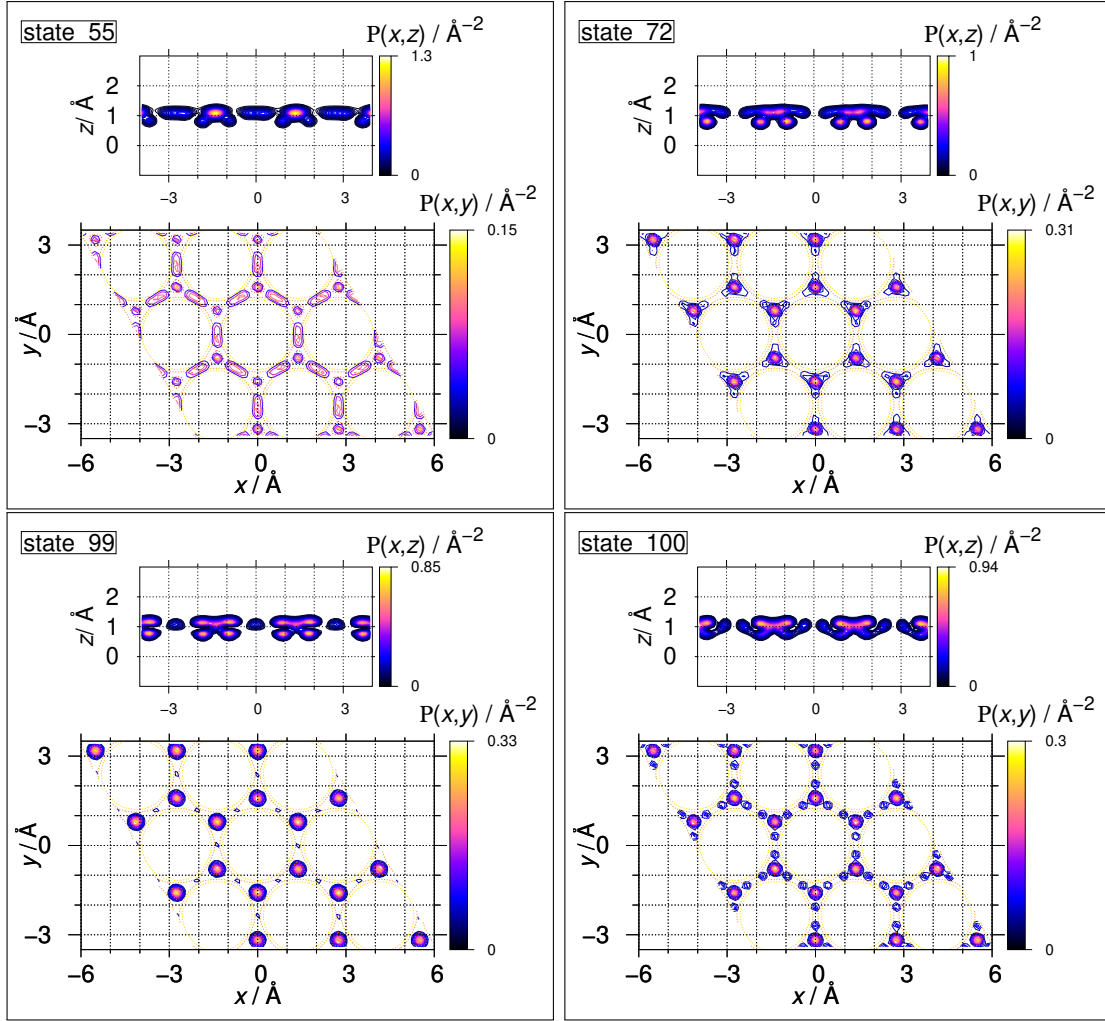 state 55
P(x,z) / Å⁻²
1.3
0
z/ Å
2
1
0
−3 0 3
P(x,y) / Å⁻²
0.15
0
y / Å
3
0
−3
−6 −3 0 3 6
x / Å
state 72
P(x,z) / Å⁻²
1
0
z/ Å
2
1
0
−3 0 3
P(x,y) / Å⁻²
0.31
0
y / Å
3
0
−3
−6 −3 0 3 6
x / Å
state 99
P(x,z) / Å⁻²
0.85
0
z/ Å
2
1
0
−3 0 3
P(x,y) / Å⁻²
0.33
0
y / Å
3
0
−3
−6 −3 0 3 6
x / Å
state 100
P(x,z) / Å⁻²
0.94
0
z/ Å
2
1
0
−3 0 3
P(x,y) / Å⁻²
0.3
0
y / Å
3
0
−3
−6 −3 0 3 6
x / Å